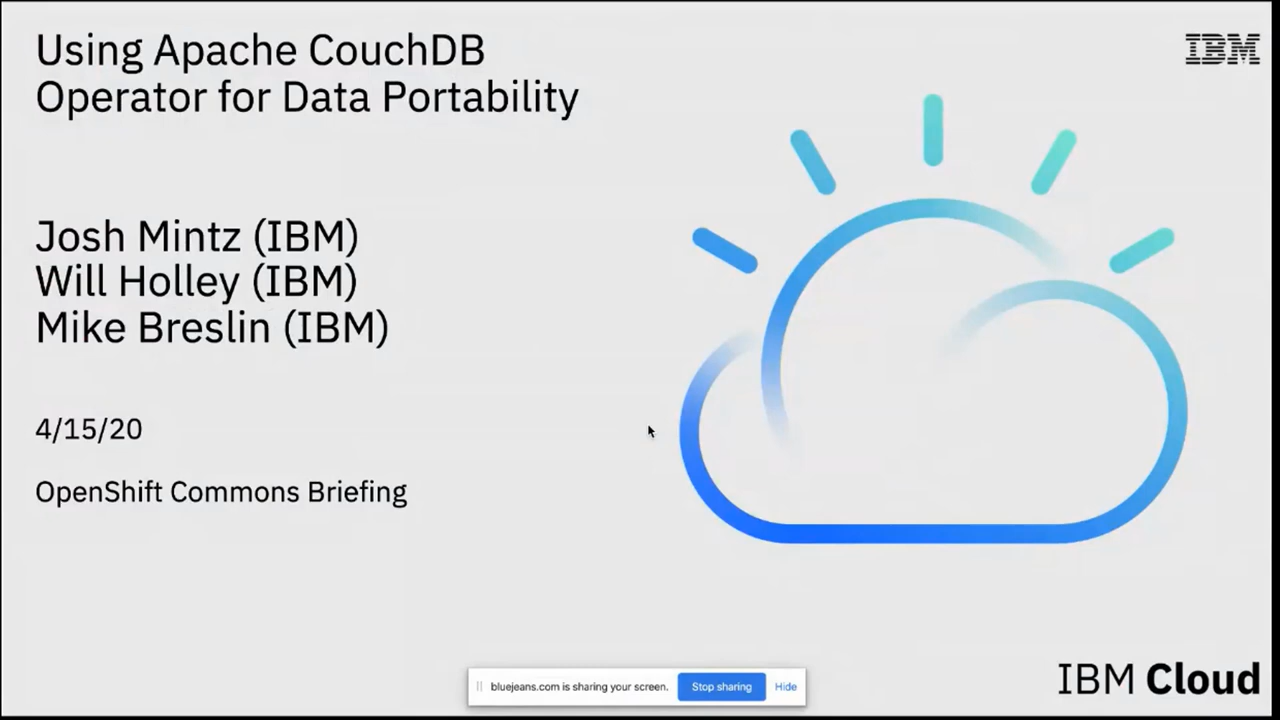 Using Apache CouchDB
Operator for Data Portability
IBM
Josh Mintz (IBM)
Will Holley (IBM)
Mike Breslin (IBM)
4/15/20
OpenShift Commons Briefing
bluejeans.com is sharing your screen. Stop sharing Hide
IBM Cloud